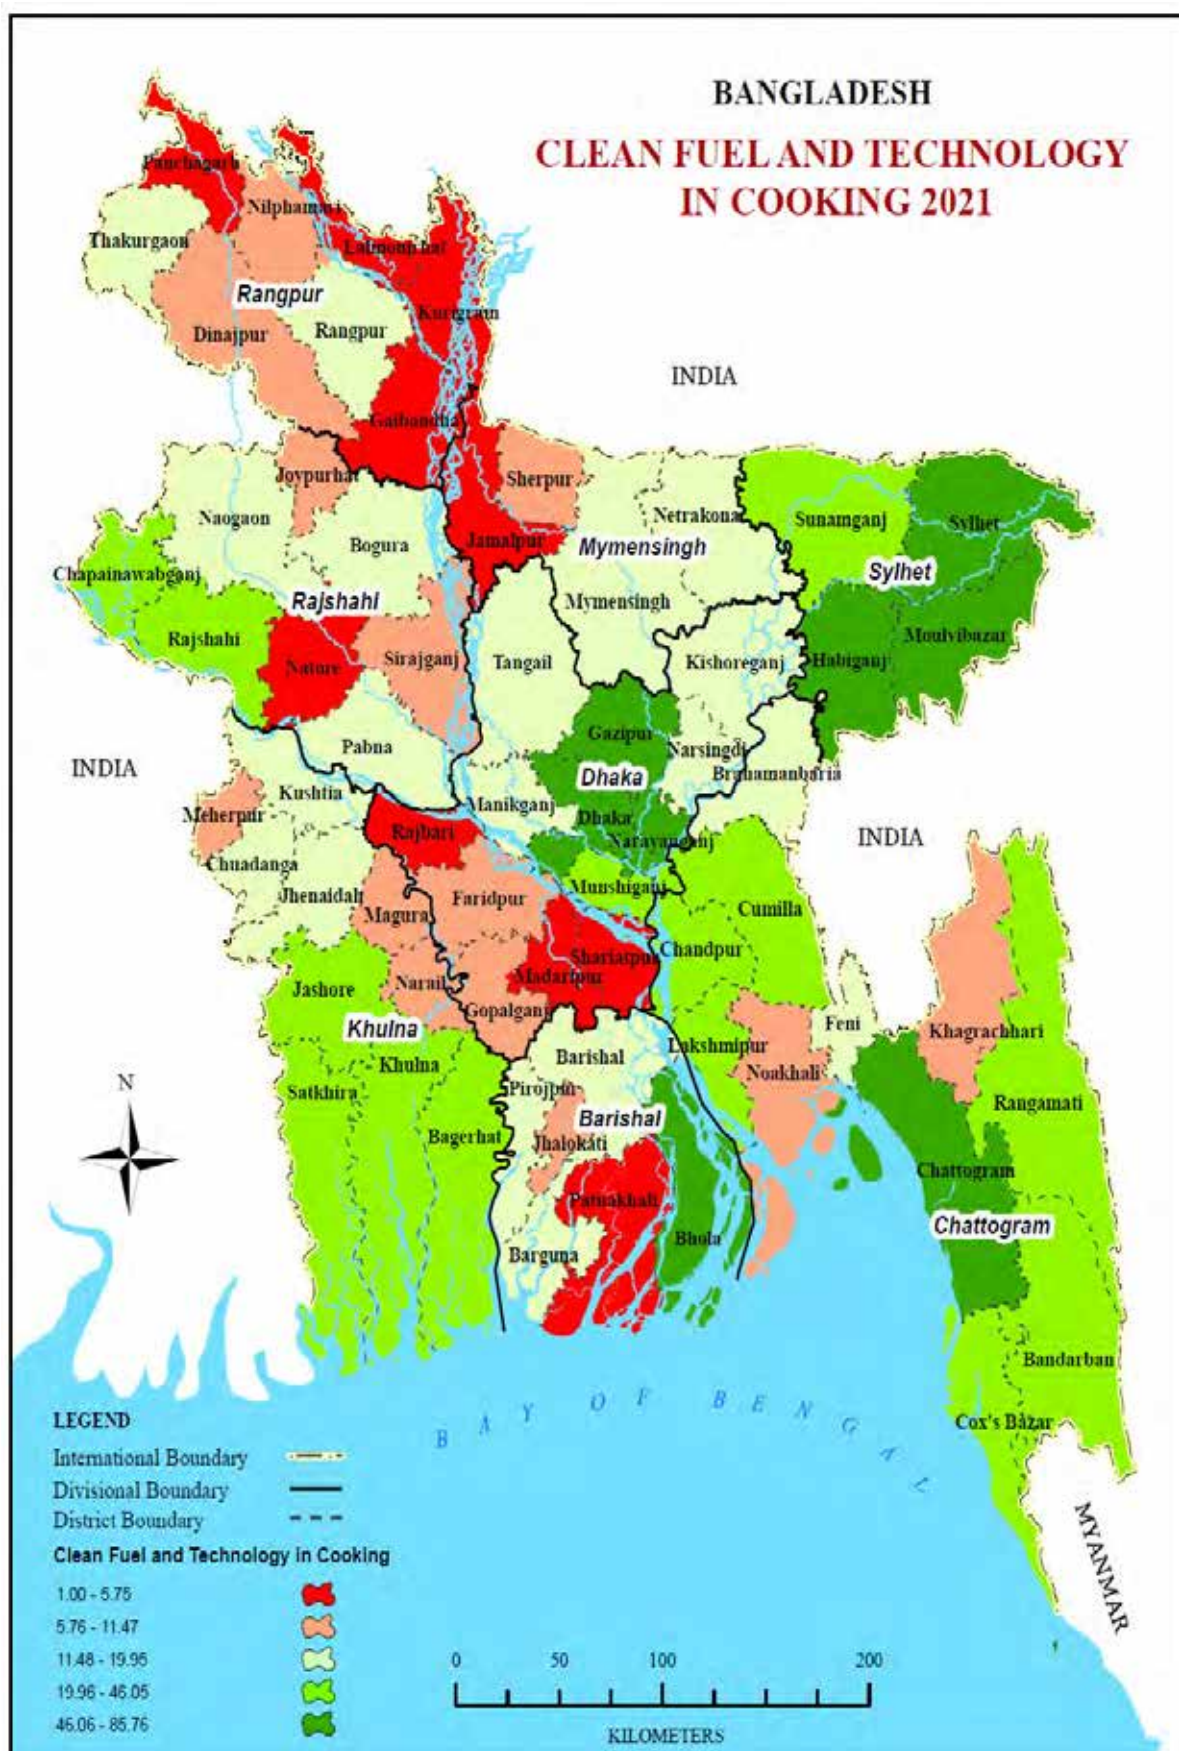 BANGLADESH
CLEAN FUEL AND TECHNOLOGY
IN COOKING 2021
Panchagarh
Nilphamari
Thakurgaon
Lalmonirhat
Rangpur
Kurigram
Dinajpur
Rangpur
INDIA
Gaibandha
Joypurhat
Sherpur
Naogaon
Netrakona
Sunamganj
Sylhet
Bogura
Jamalpur
Mymensingh
Chapainawabganj
Sylhet
Rajshahi
Mymensingh
Rajshahi
Moulvibazar
Nature
Sirajganj
Tangail
Kishoreganj
Habiganj
Gazipur
Pabna
Narsingdi
INDIA
Dhaka
Brahamanbaria
Kushtia
Manikganj
Meherpur
Dhaka
Rajbari
Narayanganj
INDIA
Chuadanga
Jhenaidah
Munshiganj
Faridpur
Magura
Cumilla
Shariatpur
Chandpur
Madaripur
Narail
Jashore
Gopalganj
Khulna
Feni
Khagrachhari
Barishal
Lakshmipur
Khulna
Noakhali
Satkhira
Pirojpur
Rangamati
N
Barishal
Bagerhat
Jhalokati
Chattogram
Patuakhali
Chattogram
Bhola
Barguna
Bandarban
BAY OF BENGAL
Cox's Bazar
MYANMAR
LEGEND
International Boundary
Divisional Boundary
District Boundary
Clean Fuel and Technology in Cooking
1.00 - 5.75
5.76 - 11.47
11.48 - 19.95
19.96 - 46.05
46.06 - 85.76
0 50 100 200
KILOMETERS